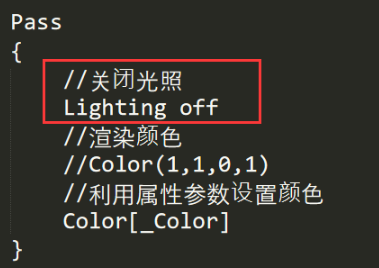 Pass
{
//关闭光照
Lighting off
//渲染颜色
//Color(1,1,0,1)
//利用属性参数设置颜色
Color[_Color]
}